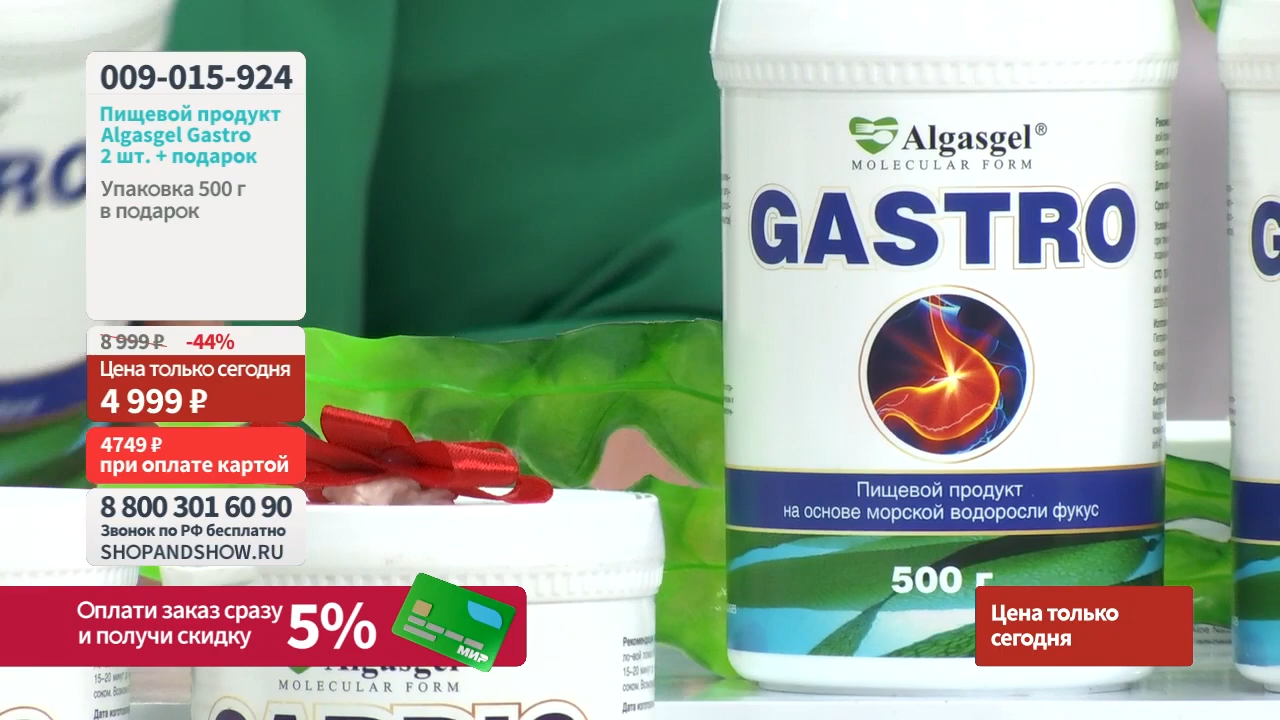 009-015-924
Пищевой продукт
Algasgel Gastro
2 шт. + подарок
Упаковка 500 г
в подарок
8 999 ₽ -44%
Цена только сегодня
4 999 ₽
4749 ₽
при оплате картой
8 800 301 60 90
Звонок по РФ бесплатно
SHOPANDSHOW.RU
Оплати заказ сразу
и получи скидку
5%
МИР
Algasgel®
MOLECULAR FORM
GASTRO
Пищевой продукт
на основе морской водоросли фукус
500 г
Цена только
сегодня
Algasgel
MOLECULAR FORM